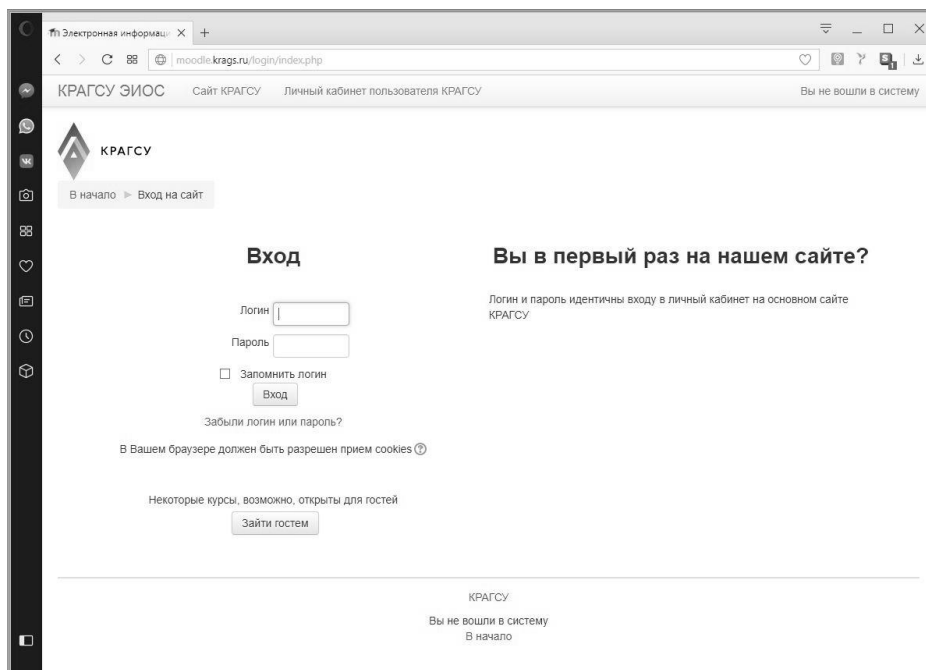 Электронная информаци
moodle.krags.ru/login/index.php
КРАГСУ ЭИОС Сайт КРАГСУ Личный кабинет пользователя КРАГСУ Вы не вошли в систему
КРАГСУ
В начало Вход на сайт
Вход
Логин
Пароль
Запомнить логин
Вход
Забыли логин или пароль?
В Вашем браузере должен быть разрешен прием cookies
Некоторые курсы, возможно, открыты для гостей
Зайти гостем
Вы в первый раз на нашем сайте?
Логин и пароль идентичны входу в личный кабинет на основном сайте
КРАГСУ
КРАГСУ
Вы не вошли в систему
В начало